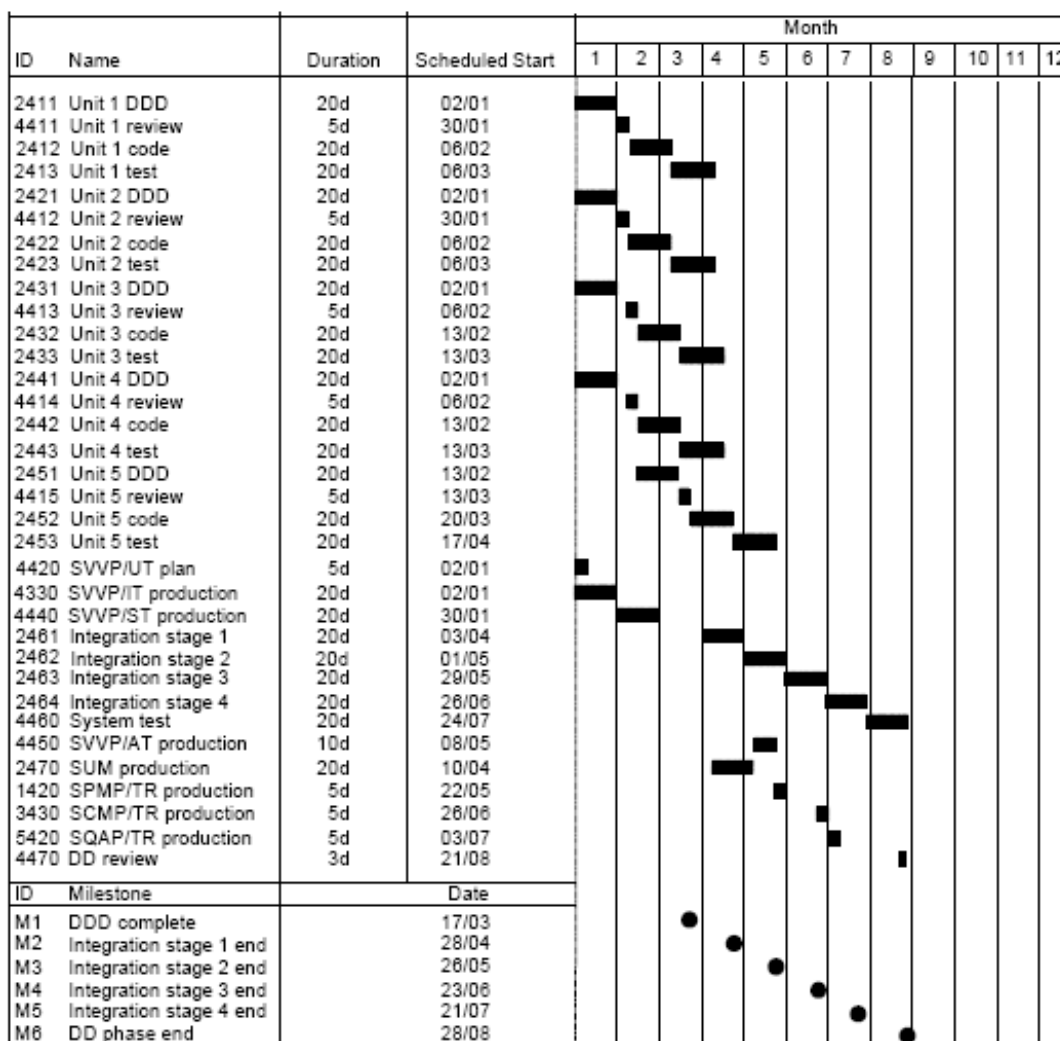 Month
ID Name Duration Scheduled Start 1 2 3 4 5 6 7 8 9 10 11 12
2411 Unit 1 DDD 20d 02/01
4411 Unit 1 review 5d 30/01
2412 Unit 1 code 20d 06/02
2413 Unit 1 test 20d 06/03
2421 Unit 2 DDD 20d 02/01
4412 Unit 2 review 5d 30/01
2422 Unit 2 code 20d 06/02
2423 Unit 2 test 20d 06/03
2431 Unit 3 DDD 20d 02/01
4413 Unit 3 review 5d 06/02
2432 Unit 3 code 20d 13/02
2433 Unit 3 test 20d 13/03
2441 Unit 4 DDD 20d 02/01
4414 Unit 4 review 5d 06/02
2442 Unit 4 code 20d 13/02
2443 Unit 4 test 20d 13/03
2451 Unit 5 DDD 20d 13/02
4415 Unit 5 review 5d 13/03
2452 Unit 5 code 20d 20/03
2453 Unit 5 test 20d 17/04
4420 SVVP/UT plan 5d 02/01
4330 SVVP/IT production 20d 02/01
4440 SVVP/ST production 20d 30/01
2461 Integration stage 1 20d 03/04
2462 Integration stage 2 20d 01/05
2463 Integration stage 3 20d 29/05
2464 Integration stage 4 20d 26/06
4460 System test 20d 24/07
4450 SVVP/AT production 10d 08/05
2470 SUM production 20d 10/04
1420 SPMP/TR production 5d 22/05
3430 SCMP/TR production 5d 26/06
5420 SQAP/TR production 5d 03/07
4470 DD review 3d 21/08
ID Milestone Date
M1 DDD complete 17/03
M2 Integration stage 1 end 28/04
M3 Integration stage 2 end 26/05
M4 Integration stage 3 end 23/06
M5 Integration stage 4 end 21/07
M6 DD phase end 28/08